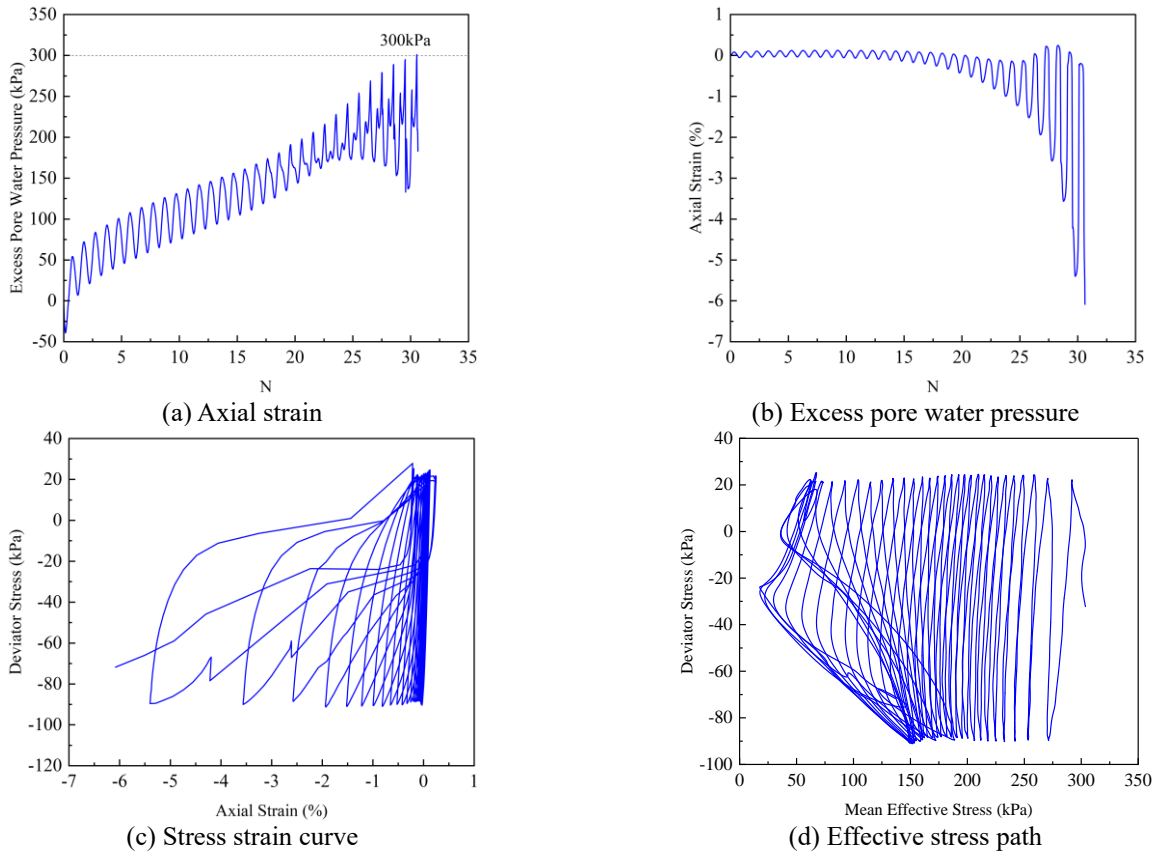 350
300
250
200
150
100
50
0
-50
300kPa
Excess Pore Water Pressure (kPa)
0 5 10 15 20 25 30 35
N
(a) Axial strain
1
0
-1
-2
-3
-4
-5
-6
-7
Axial Strain (%)
0 5 10 15 20 25 30 35
N
(b) Excess pore water pressure
40
20
0
-20
-40
-60
-80
-100
-120
Deviator Stress (kPa)
-7 -6 -5 -4 -3 -2 -1 0 1
Axial Strain (%)
(c) Stress strain curve
40
20
0
-20
-40
-60
-80
-100
Deviator Stress (kPa)
0 50 100 150 200 250 300 350
Mean Effective Stress (kPa)
(d) Effective stress path